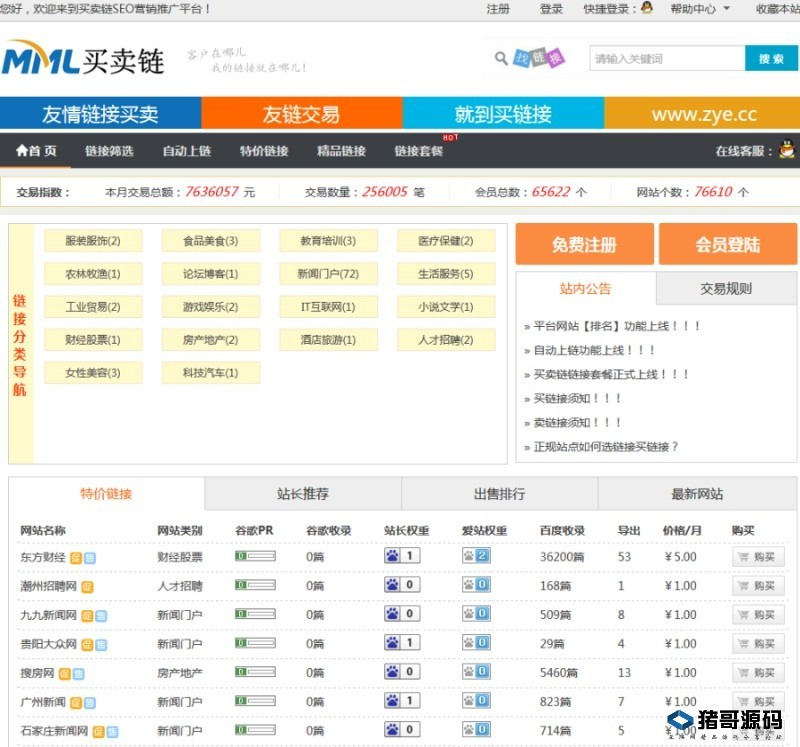 您好，欢迎来到买卖链SEO营销推广平台！ 注册 登录 快捷登录： 帮助中心 收藏本站
MML买卖链 客户在哪儿
我的链接就在哪儿！
找链接 请输入关键词 搜 索
友情链接买卖 友链交易 就到买链接 www.zye.cc
首 页 链接筛选 自动上链 特价链接 精品链接 链接套餐 HOT 在线客服：
交易指数： 本月交易总额：7636057 元 交易数量：256005 笔 会员总数：65622 个 网站个数：76610 个
链接分类导航
服装服饰(2) 食品美食(3) 教育培训(3) 医疗保健(2)
农林牧渔(1) 论坛博客(1) 新闻门户(72) 生活服务(5)
工业贸易(2) 游戏娱乐(2) IT互联网(1) 小说文学(1)
财经股票(1) 房产地产(2) 酒店旅游(1) 人才招聘(2)
女性美容(3) 科技汽车(1)
免费注册 会员登陆
站内公告 交易规则
» 平台网站【排名】功能上线！！！
» 自动上链功能上线！！！
» 买卖链链接套餐正式上线！！！
» 买链接须知！！！
» 卖链接须知！！！
» 正规站点如何选链接买链接？
特价链接 站长推荐 出售排行 最新网站
网站名称 网站类别 谷歌PR 谷歌收录 站长权重 爱站权重 百度收录 导出 价格/月 购买
东方财经 促 售 财经股票 0 0篇 1 2 36200篇 53 ￥5.00 购买
潮州招聘网 促 人才招聘 0 0篇 0 0 168篇 1 ￥1.00 购买
九九新闻网 促 售 新闻门户 0 0篇 0 0 509篇 8 ￥1.00 购买
贵阳大众网 促 售 新闻门户 0 0篇 1 0 29篇 4 ￥1.00 购买
搜房网 促 售 房产地产 0 0篇 0 0 5460篇 13 ￥1.00 购买
广州新闻 促 售 新闻门户 0 0篇 1 0 823篇 7 ￥1.00 购买
石家庄新闻网 促 售 新闻门户 0 0篇 0 0 714篇 5 ￥1.00
猪哥源码